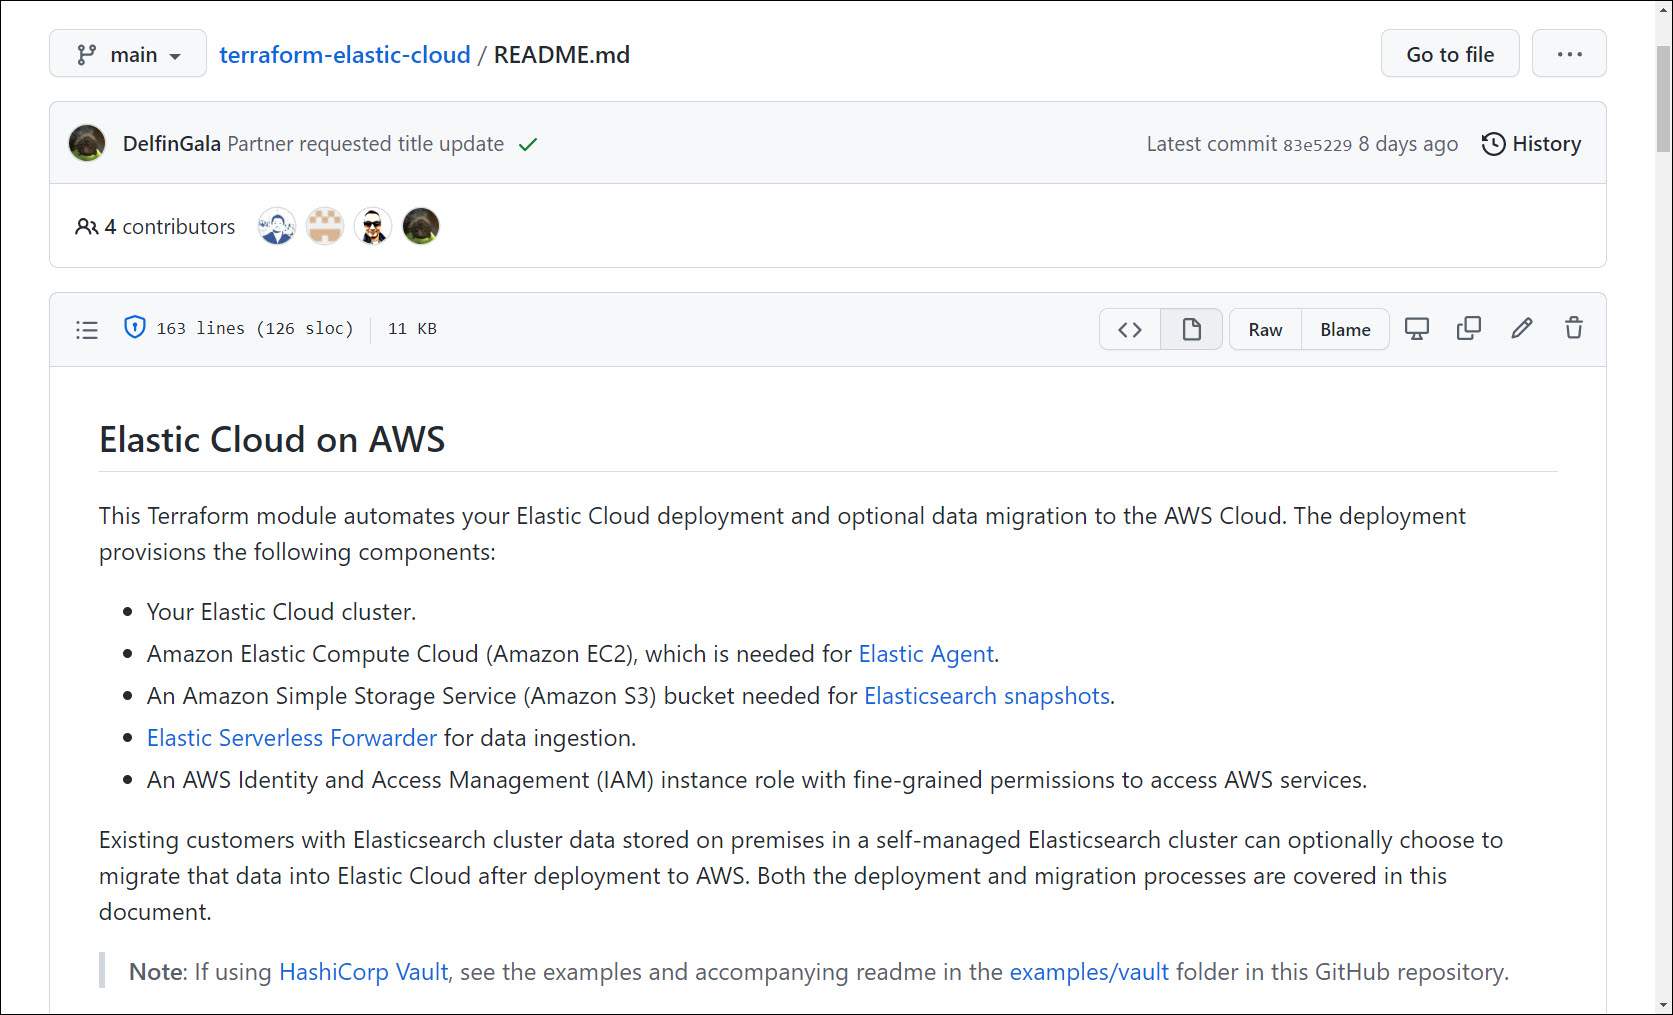 main
terraform-elastic-cloud / README.md
Go to file
DelfinGala Partner requested title update
Latest commit 83e5229 8 days ago
History
4 contributors
163 lines (126 sloc)
11 KB
Raw
Blame
Elastic Cloud on AWS
This Terraform module automates your Elastic Cloud deployment and optional data migration to the AWS Cloud. The deployment
provisions the following components:
Your Elastic Cloud cluster.
Amazon Elastic Compute Cloud (Amazon EC2), which is needed for Elastic Agent.
An Amazon Simple Storage Service (Amazon S3) bucket needed for Elasticsearch snapshots.
Elastic Serverless Forwarder for data ingestion.
An AWS Identity and Access Management (IAM) instance role with fine-grained permissions to access AWS services.
Existing customers with Elasticsearch cluster data stored on premises in a self-managed Elasticsearch cluster can optionally choose to
migrate that data into Elastic Cloud after deployment to AWS. Both the deployment and migration processes are covered in this
document.
Note: If using HashiCorp Vault, see the examples and accompanying readme in the examples/vault folder in this GitHub repository.